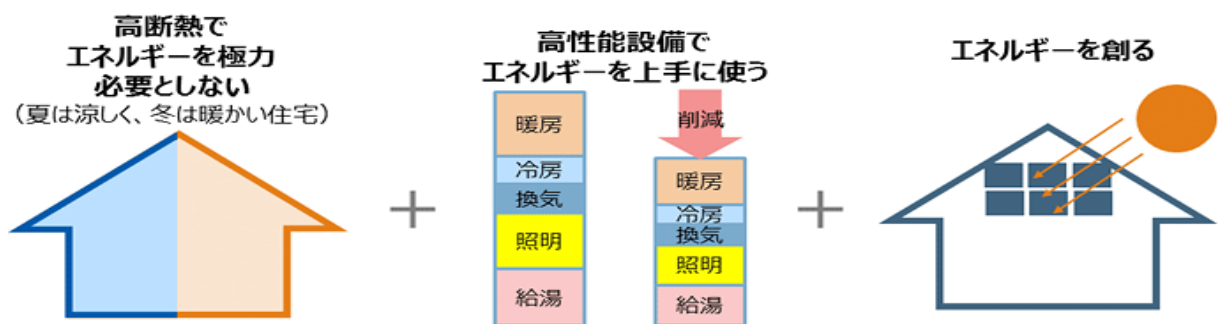 高断熱で
エネルギーを極力
必要としない
（夏は涼しく、冬は暖かい住宅）
高性能設備で
エネルギーを上手に使う
暖房
冷房
換気
照明
給湯
削減
暖房
冷房
換気
照明
給湯
エネルギーを創る